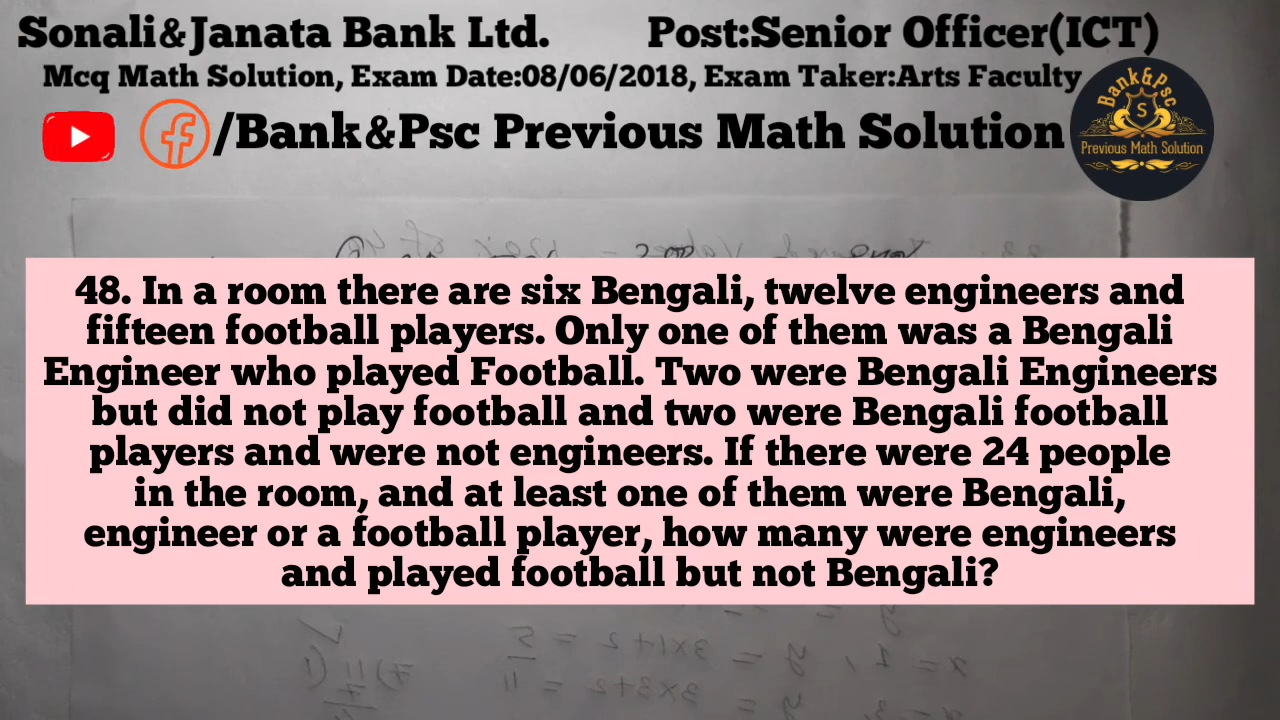 Sonali&Janata Bank Ltd. Post:Senior Officer(ICT)
Mcq Math Solution, Exam Date:08/06/2018, Exam Taker:Arts Faculty
/Bank&Psc Previous Math Solution
Bank&Psc
S
Previous Math Solution
48. In a room there are six Bengali, twelve engineers and
fifteen football players. Only one of them was a Bengali
Engineer who played Football. Two were Bengali Engineers
but did not play football and two were Bengali football
players and were not engineers. If there were 24 people
in the room, and at least one of them were Bengali,
engineer or a football player, how many were engineers
and played football but not Bengali?